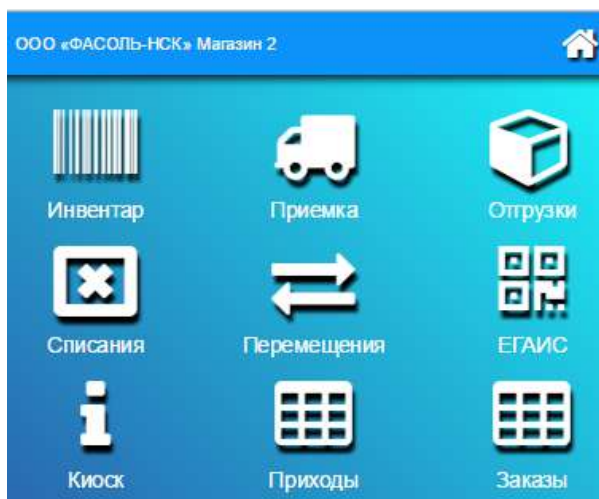 ООО «ФАСОЛЬ-НСК» Магазин 2
Инвентар Приемка Отгрузки
Списания Перемещения ЕГАИС
Киоск Приходы Заказы